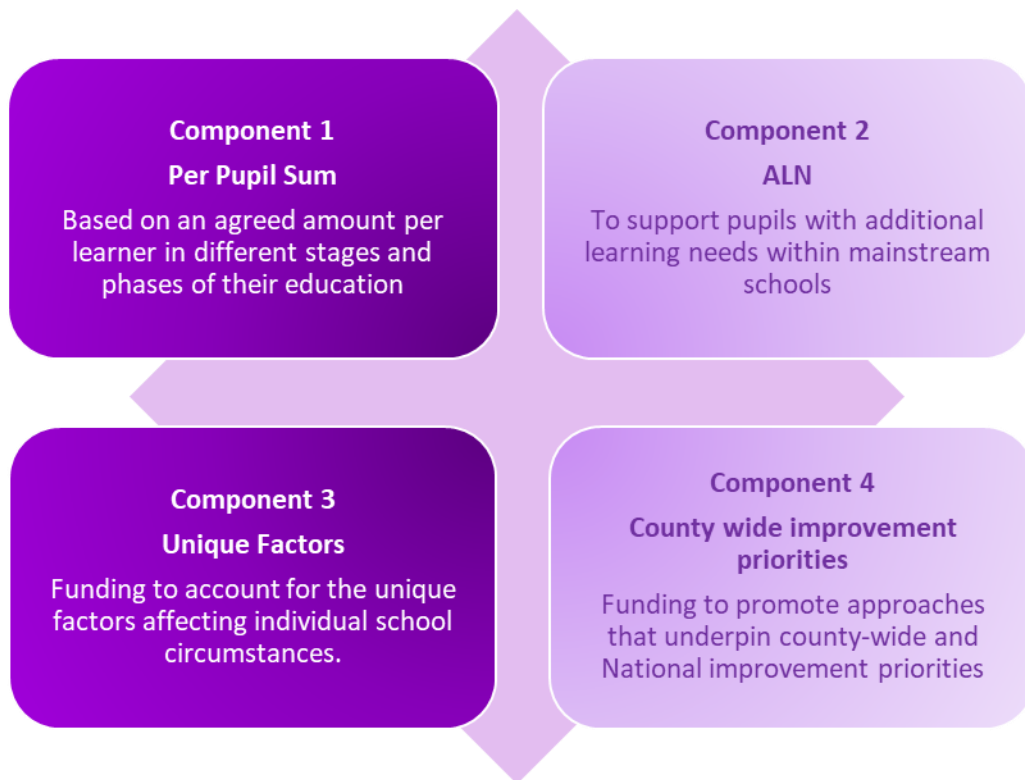 Component 1
Per Pupil Sum
Based on an agreed amount per
learner in different stages and
phases of their education
Component 2
ALN
To support pupils with additional
learning needs within mainstream
schools
Component 3
Unique Factors
Funding to account for the unique
factors affecting individual school
circumstances.
Component 4
County wide improvement
priorities
Funding to promote approaches
that underpin county-wide and
National improvement priorities